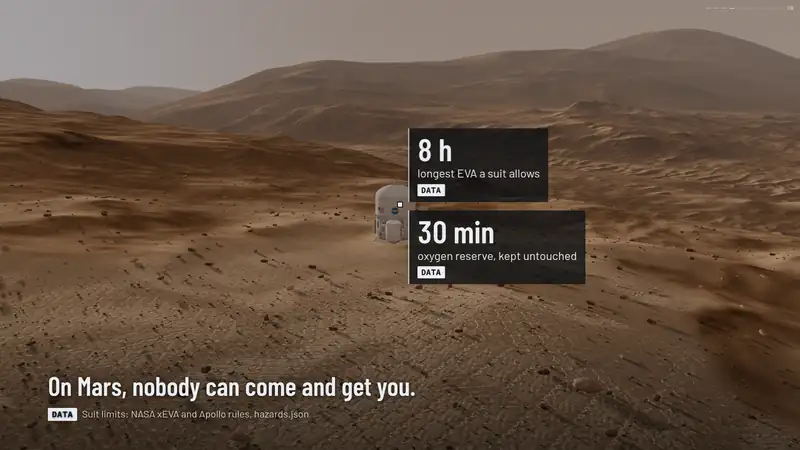 8 h
longest EVA a suit allows
DATA
30 min
oxygen reserve, kept untouched
DATA
On Mars, nobody can come and get you.
DATA Suit limits: NASA xEVA and Apollo rules, hazards.json